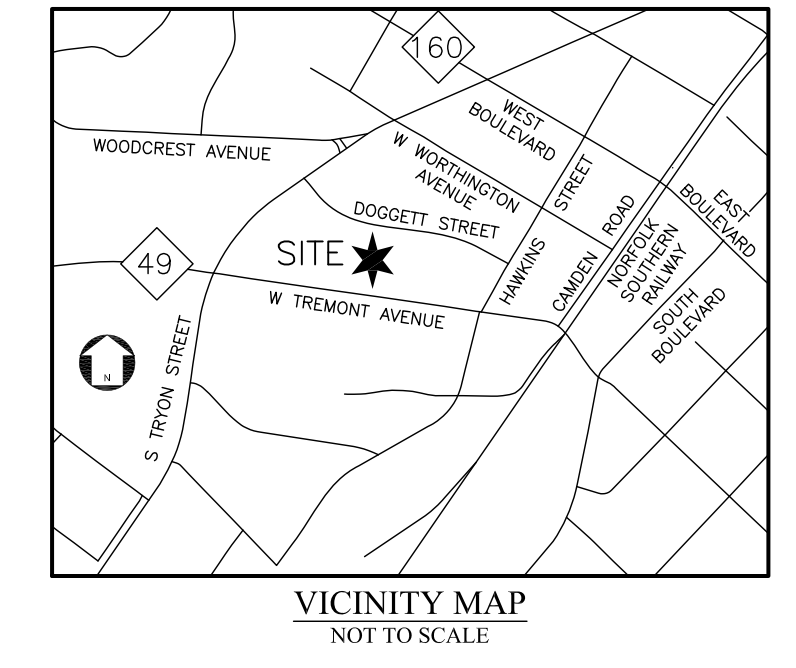 160
WEST
BOULEVARD
WOODCREST AVENUE
W WORTHINGTON
AVENUE
STREET
DOGGETT STREET
ROAD
EAST
BOULEVARD
SITE
49
HAWKINS
CAMDEN
NORFOLK
SOUTHERN
RAILWAY
W TREMONT AVENUE
SOUTH
BOULEVARD
S TRYON STREET
N
VICINITY MAP
NOT TO SCALE